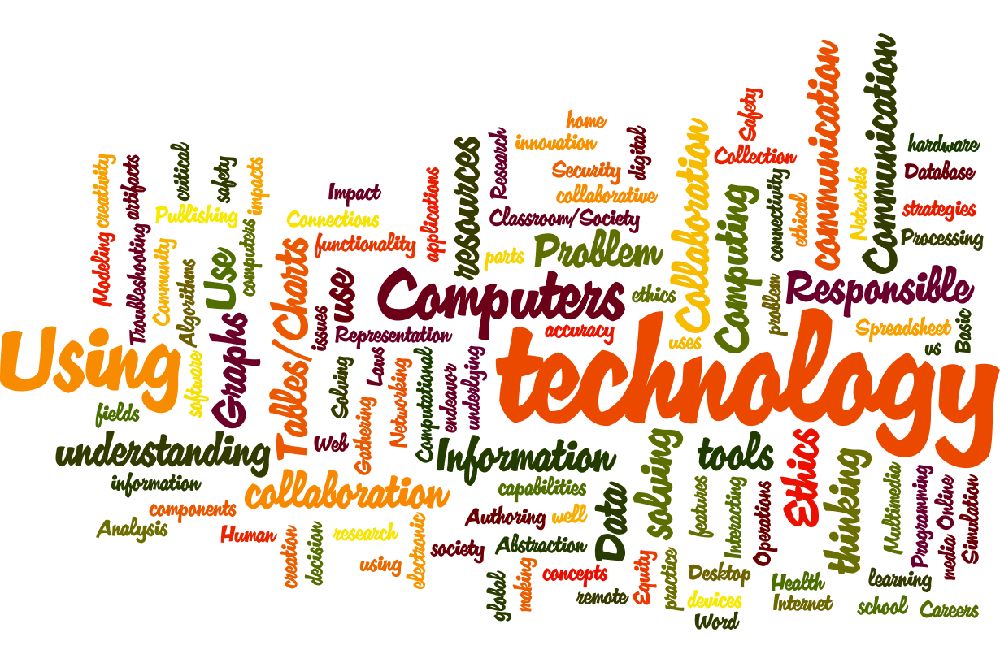 Safety
communication
Communication
home
innovation
Research
digital
Collaboration
Collection
hardware
Database
Security
collaborative
Classroom/Society
resources
applications
Impact
Connections
functionality
creativity
Modeling
artifacts
Troubleshooting
critical
safety
impacts
Publishing
Community
Algorithms
Use
computers
Tables/Charts
use
issues
Graphs
parts
Problem
Computers
ethics
Computing
connectivity
ethical
Networks
strategies
Processing
problem
Responsible
Spreadsheet
us
Basic
uses
accuracy
Representation
Using
software
fields
Solving
Laws
Networking
Computational
endeavor
underlying
technology
Web
Gathering
understanding
information
components
Analysis
Human
collaboration
Information
capabilities
Authoring
well
Data
solving
tools
Ethics
thinking
features
Interacting
Operations
Multimedia
Programming
Online
media
Simulation
creation
decision
research
using
electronic
society
Abstraction
global
making
concepts
remote
Equity
practice
Desktop
devices
Word
Health
Internet
learning
school
Careers